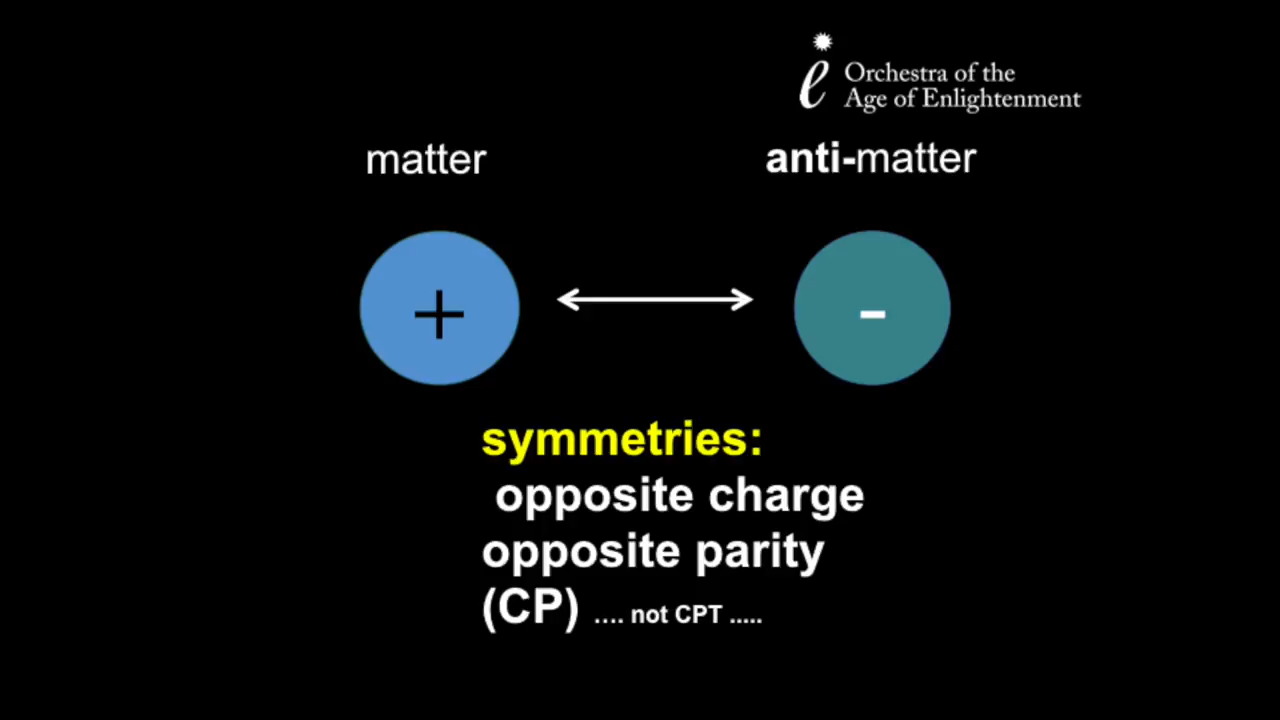 Orchestra of the
Age of Enlightenment
matter
anti-matter
+
-
symmetries:
opposite charge
opposite parity
(CP) .... not CPT .....